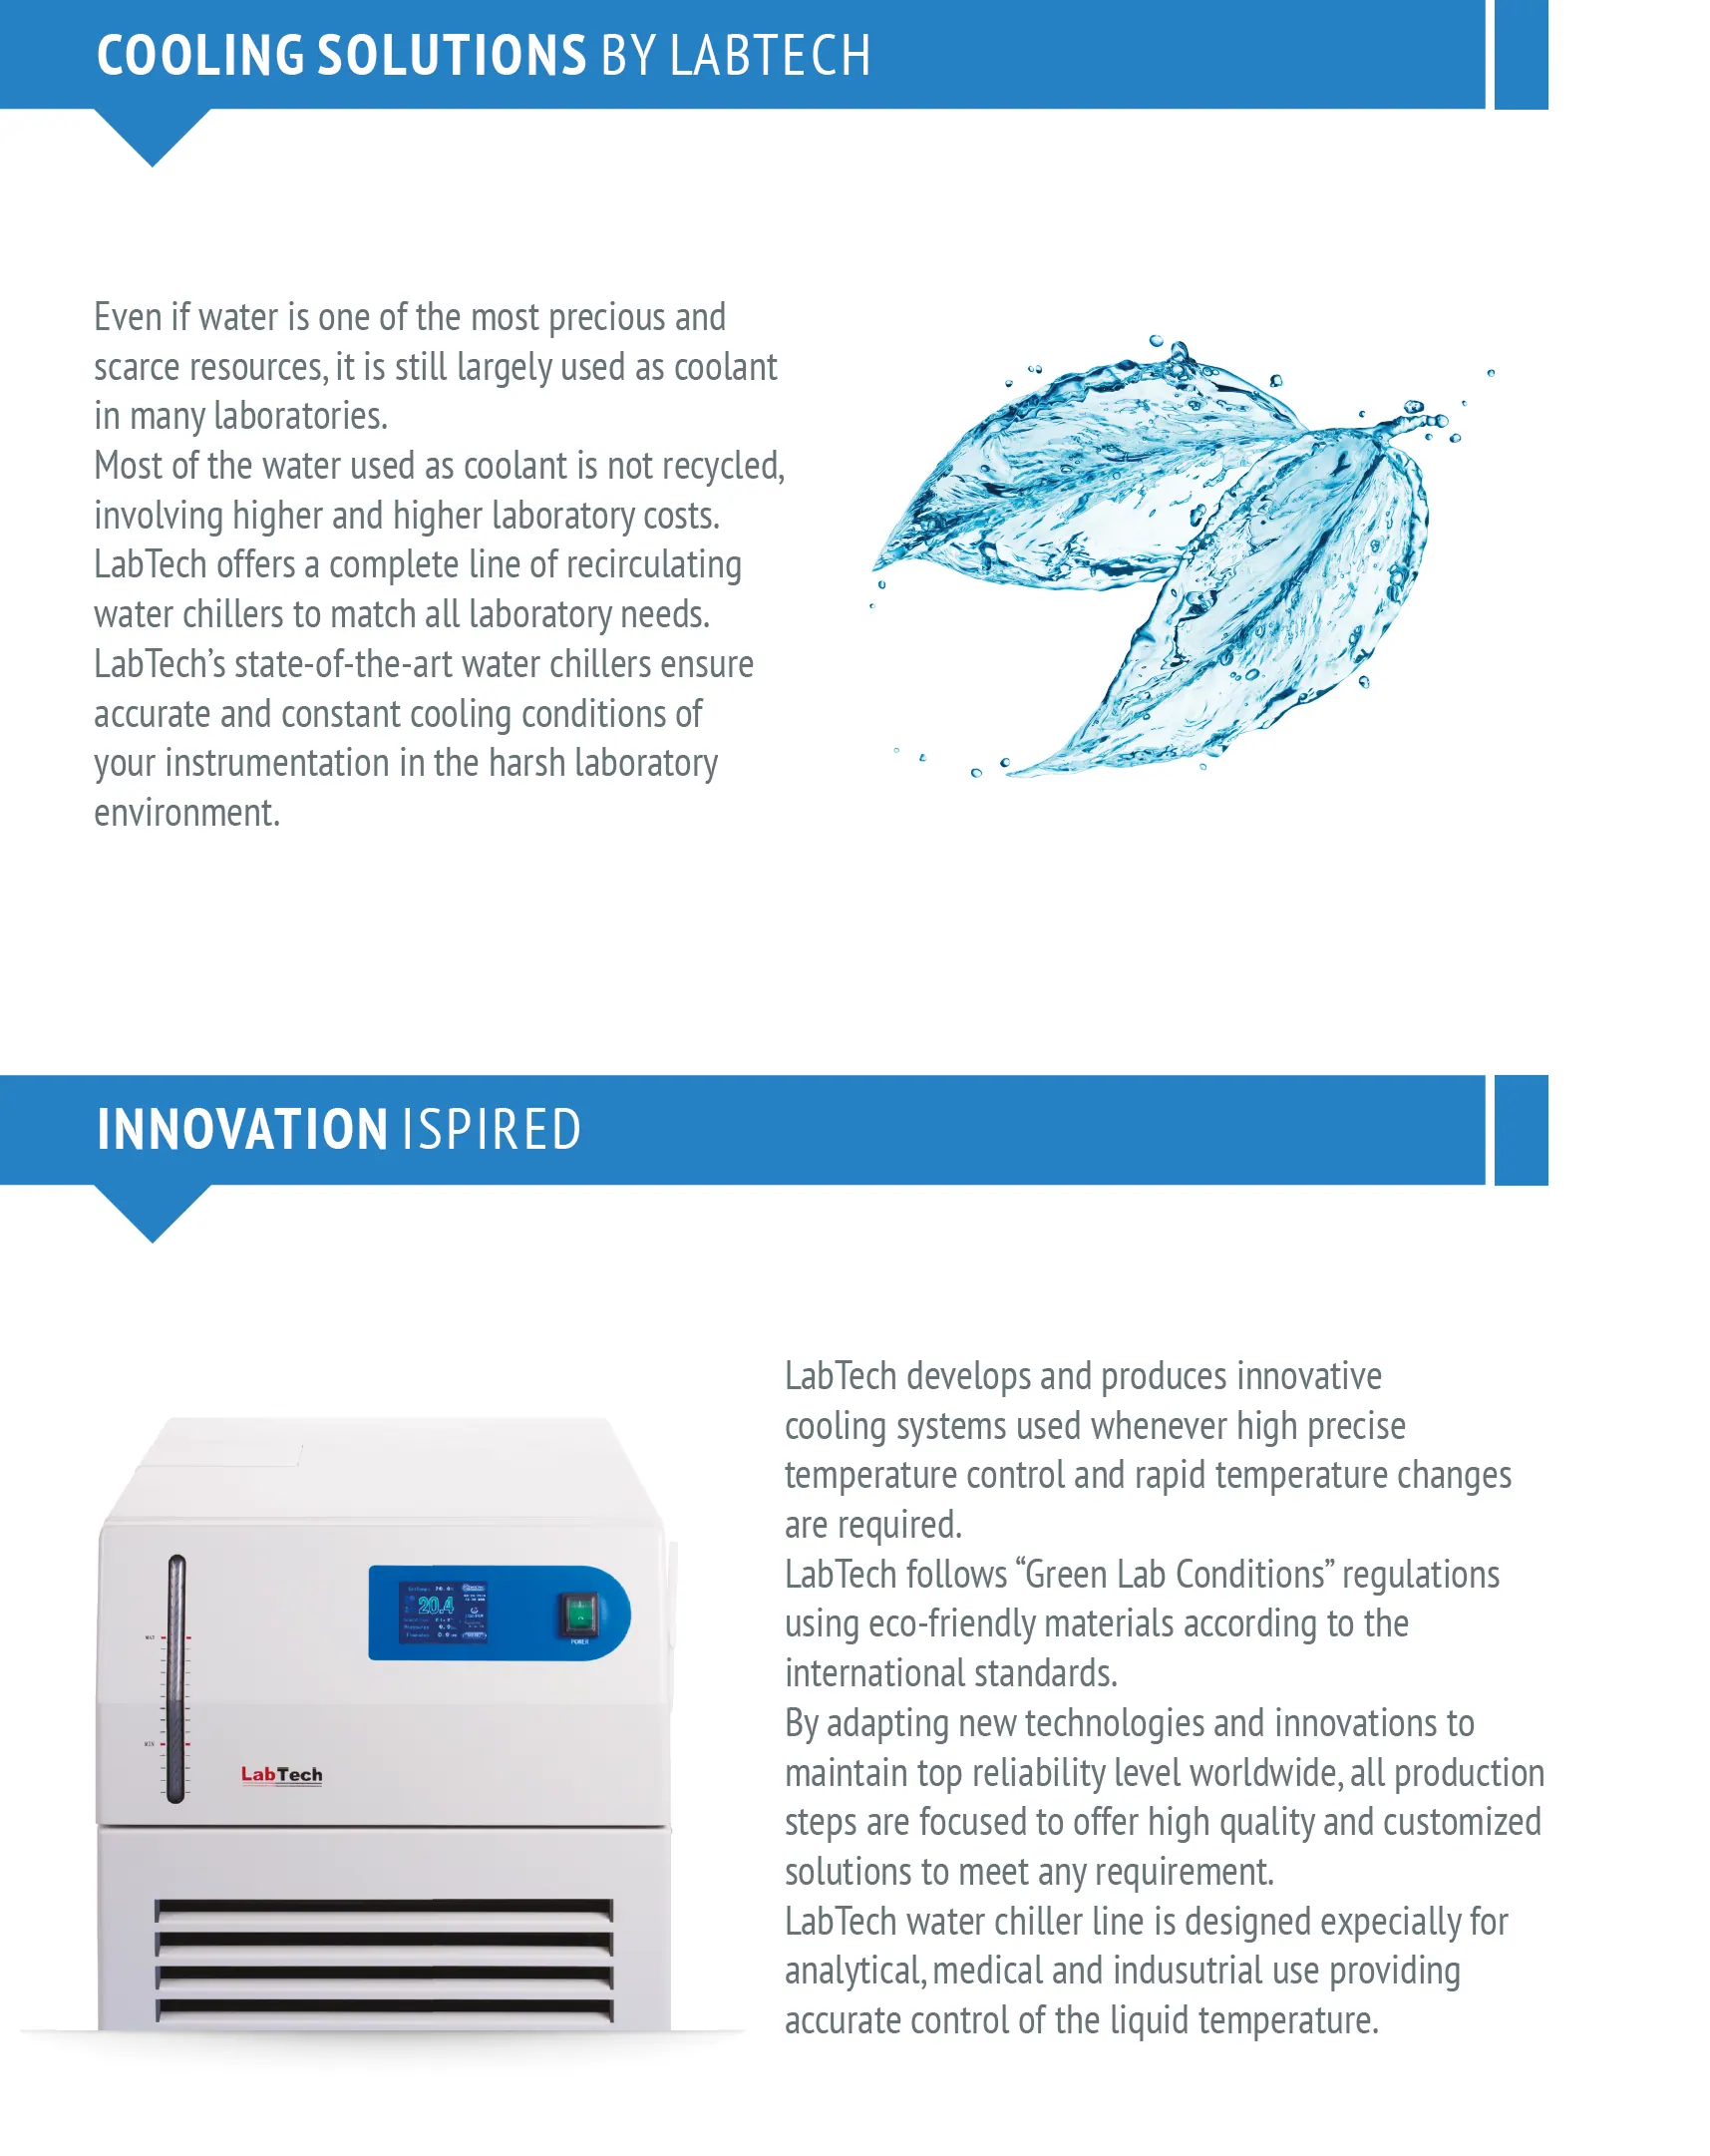 COOLING SOLUTIONS BY LABTECH
Even if water is one of the most precious and
scarce resources, it is still largely used as coolant
in many laboratories.
Most of the water used as coolant is not recycled,
involving higher and higher laboratory costs.
LabTech offers a complete line of recirculating
water chillers to match all laboratory needs.
LabTech’s state-of-the-art water chillers ensure
accurate and constant cooling conditions of
your instrumentation in the harsh laboratory
environment.
INNOVATION ISPIRED
LabTech develops and produces innovative
cooling systems used whenever high precise
temperature control and rapid temperature changes
are required.
LabTech follows “Green Lab Conditions” regulations
using eco-friendly materials according to the
international standards.
By adapting new technologies and innovations to
maintain top reliability level worldwide, all production
steps are focused to offer high quality and customized
solutions to meet any requirement.
LabTech water chiller line is designed expecially for
analytical, medical and indusutrial use providing
accurate control of the liquid temperature.
20.4
POWER
MAX
MIN
LabTech